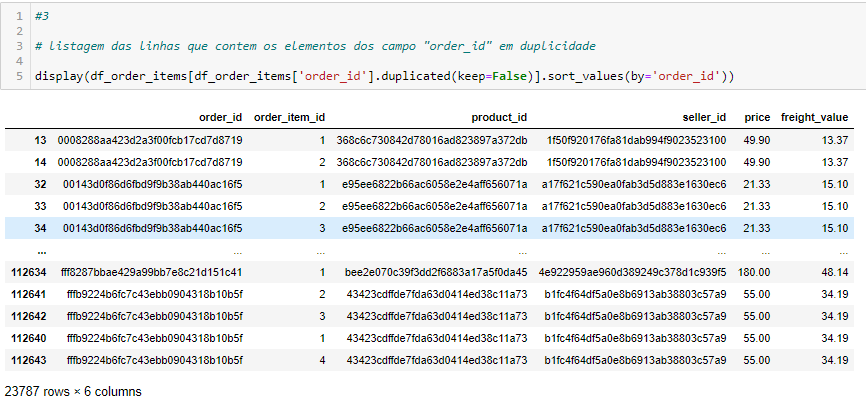 1 #3
2
3 # listagem das linhas que contem os elementos dos campo "order_id" em duplicidade
4
5 display(df_order_items[df_order_items['order_id'].duplicated(keep=False)].sort_values(by='order_id'))
order_id order_item_id product_id seller_id price freight_value
13 0008288aa423d2a3f00fcb17cd7d8719 1 368c6c730842d78016ad823897a372db 1f50f920176fa81dab994f9023523100 49.90 13.37
14 0008288aa423d2a3f00fcb17cd7d8719 2 368c6c730842d78016ad823897a372db 1f50f920176fa81dab994f9023523100 49.90 13.37
32 00143d0f86d6fbd9f9b38ab440ac16f5 1 e95ee6822b66ac6058e2e4aff656071a a17f621c590ea0fab3d5d883e1630ec6 21.33 15.10
33 00143d0f86d6fbd9f9b38ab440ac16f5 2 e95ee6822b66ac6058e2e4aff656071a a17f621c590ea0fab3d5d883e1630ec6 21.33 15.10
34 00143d0f86d6fbd9f9b38ab440ac16f5 3 e95ee6822b66ac6058e2e4aff656071a a17f621c590ea0fab3d5d883e1630ec6 21.33 15.10
... ... ... ... ... ... ...
112634 fff8287bbae429a99bb7e8c21d151c41 1 bee2e070c39f3dd2f6883a17a5f0da45 4e922959ae960d389249c378d1c939f5 180.00 48.14
112641 fffb9224b6fc7c43ebb0904318b10b5f 2 43423cdffde7fda63d0414ed38c11a73 b1fc4f64df5a0e8b6913ab38803c57a9 55.00 34.19
112642 fffb9224b6fc7c43ebb0904318b10b5f 3 43423cdffde7fda63d0414ed38c11a73 b1fc4f64df5a0e8b6913ab38803c57a9 55.00 34.19
112640 fffb9224b6fc7c43ebb0904318b10b5f 1 43423cdffde7fda63d0414ed38c11a73 b1fc4f64df5a0e8b6913ab38803c57a9 55.00 34.19
112643 fffb9224b6fc7c43ebb0904318b10b5f 4 43423cdffde7fda63d0414ed38c11a73 b1fc4f64df5a0e8b6913ab38803c57a9 55.00 34.19
23787 rows × 6 columns